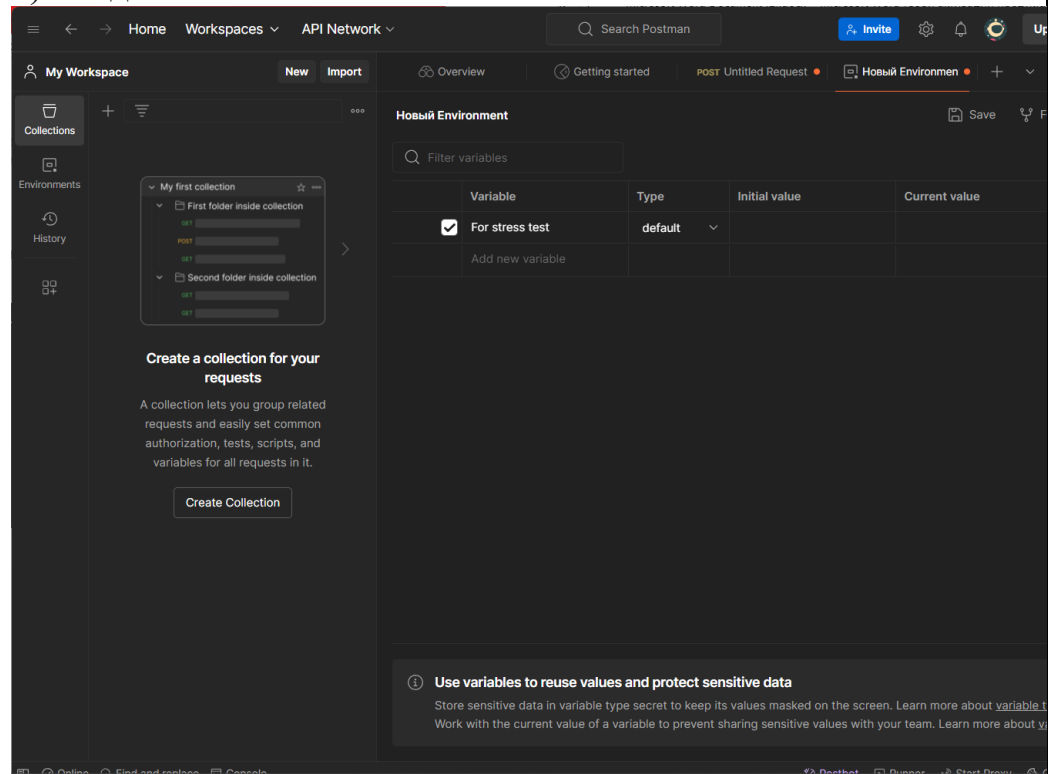 Home Workspaces API Network Search Postman Invite
My Workspace New Import Overview Getting started POST Untitled Request Новый Environmen
Collections
Environments
History
My first collection
First folder inside collection
GET
POST
GET
Second folder inside collection
GET
GET
Create a collection for your
requests
A collection lets you group related
requests and easily set common
authorization, tests, scripts, and
variables for all requests in it.
Create Collection
Новый Environment Save
Filter variables
Variable Type Initial value Current value
For stress test default
Add new variable
Use variables to reuse values and protect sensitive data
Store sensitive data in variable type secret to keep its values masked on the screen. Learn more about variable
Work with the current value of a variable to prevent sharing sensitive values with your team. Learn more about
Online Find and replace Console Postbot Runner Start Proxy